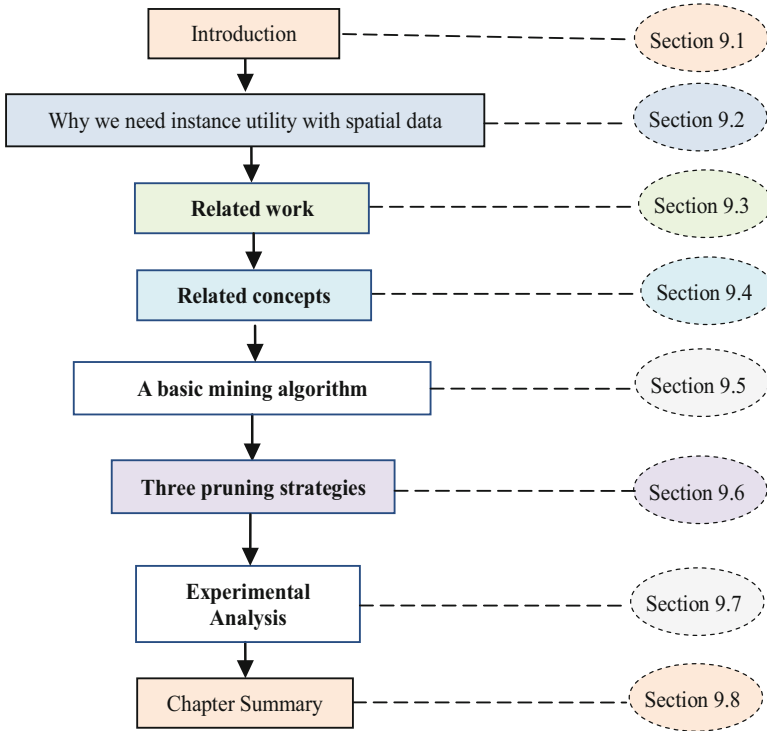 Introduction
Section 9.1
Why we need instance utility with spatial data
Section 9.2
Related work
Section 9.3
Related concepts
Section 9.4
A basic mining algorithm
Section 9.5
Three pruning strategies
Section 9.6
Experimental
Analysis
Section 9.7
Chapter Summary
Section 9.8